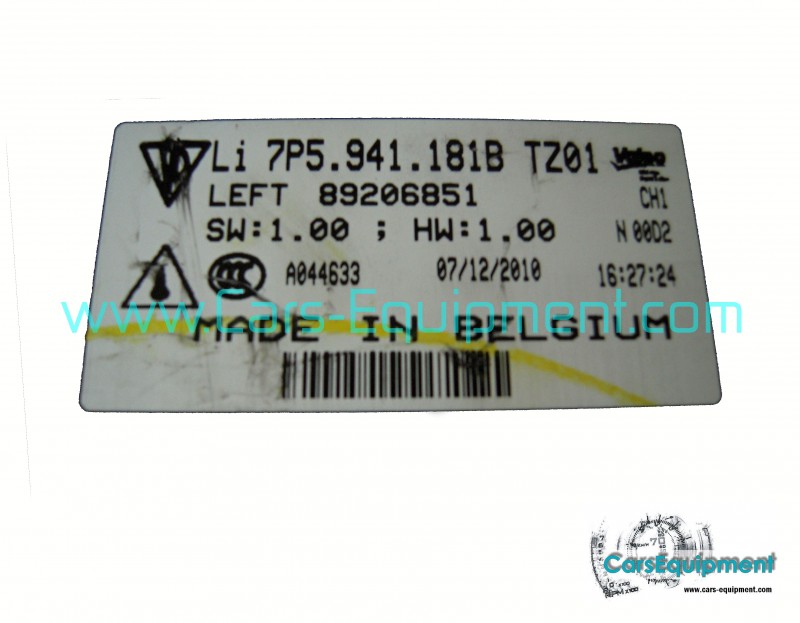 Li 7P5.941.181B TZ01 Valeo
LEFT 89206851 CH1
SW:1.00 ; HW:1.00 N 00D2
A044633 07/12/2010 16:27:24
www.Cars-Equipment.com
MADE IN BELGIUM
CarsEquipment
www.cars-equipment.com